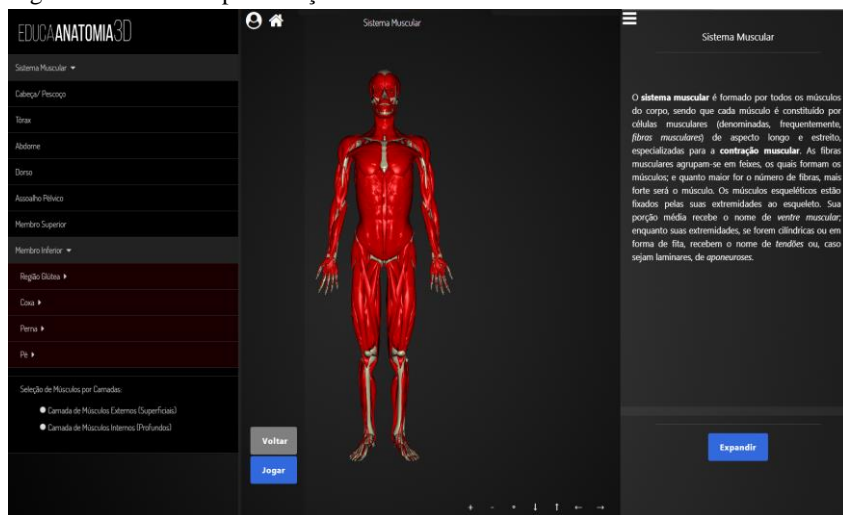 EDUCAANATOMIA3D
Sistema Muscular
Cabeça/ Pescoço
Tórax
Abdome
Dorso
Assoalho Pélvico
Membro Superior
Membro Inferior
Região Glútea
Coxa
Perna
Pé
Seleção de Músculos por Camadas:
Camada de Músculos Externos (Superficiais)
Camada de Músculos Internos (Profundos)
Sistema Muscular
Voltar
Jogar
+ - • ↓ ↑ ← →
Sistema Muscular
O sistema muscular é formado por todos os músculos
do corpo, sendo que cada músculo é constituído por
células musculares (denominadas, frequentemente,
fibras musculares) de aspecto longo e estreito,
especializadas para a contração muscular. As fibras
musculares agrupam-se em feixes, os quais formam os
músculos; e quanto maior for o número de fibras, mais
forte será o músculo. Os músculos esqueléticos estão
fixados pelas suas extremidades ao esqueleto. Sua
porção média recebe o nome de ventre muscular;
enquanto suas extremidades, se forem cilíndricas ou em
forma de fita, recebem o nome de tendões ou, caso
sejam laminares, de aponeuroses.
Expandir